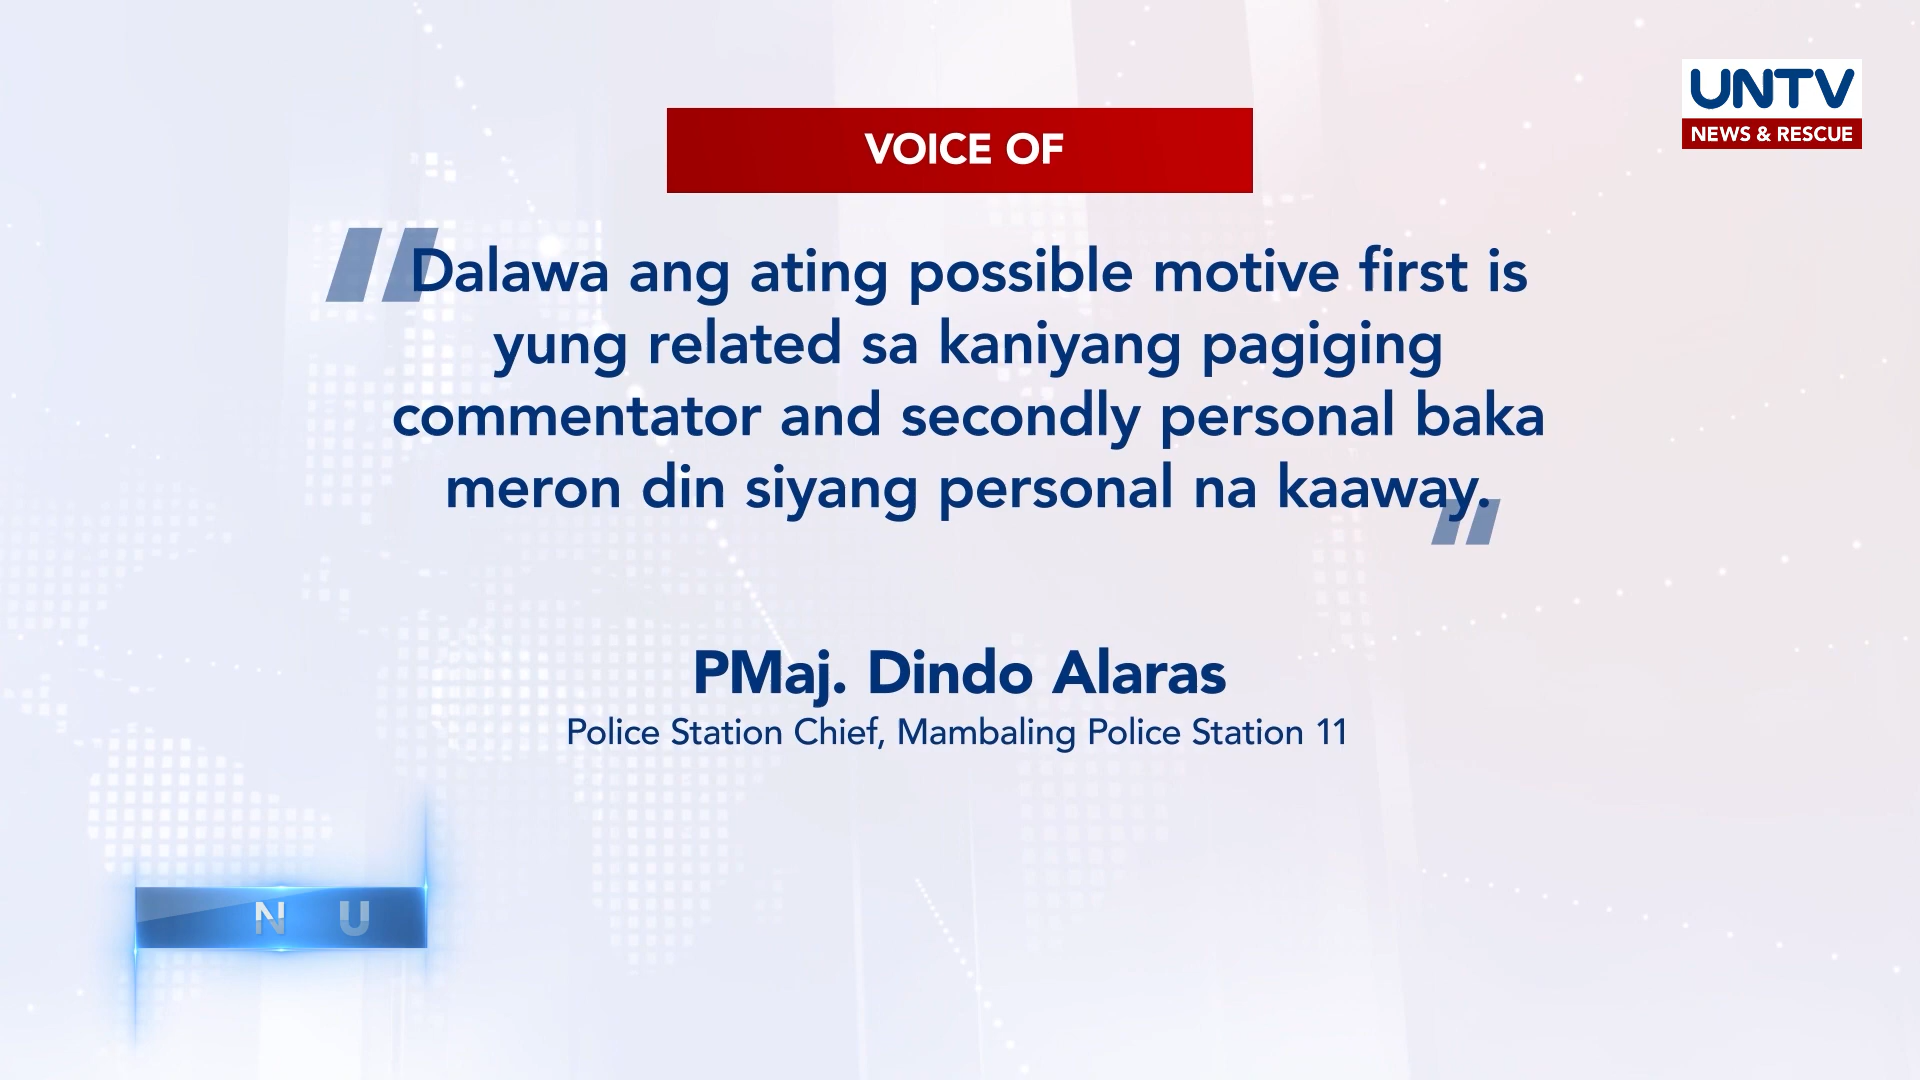 UNTV
NEWS & RESCUE
VOICE OF
Dalawa ang ating possible motive first is
yung related sa kaniyang pagiging
commentator and secondly personal baka
meron din siyang personal na kaaway.
PMaj. Dindo Alaras
Police Station Chief, Mambaling Police Station 11
N U